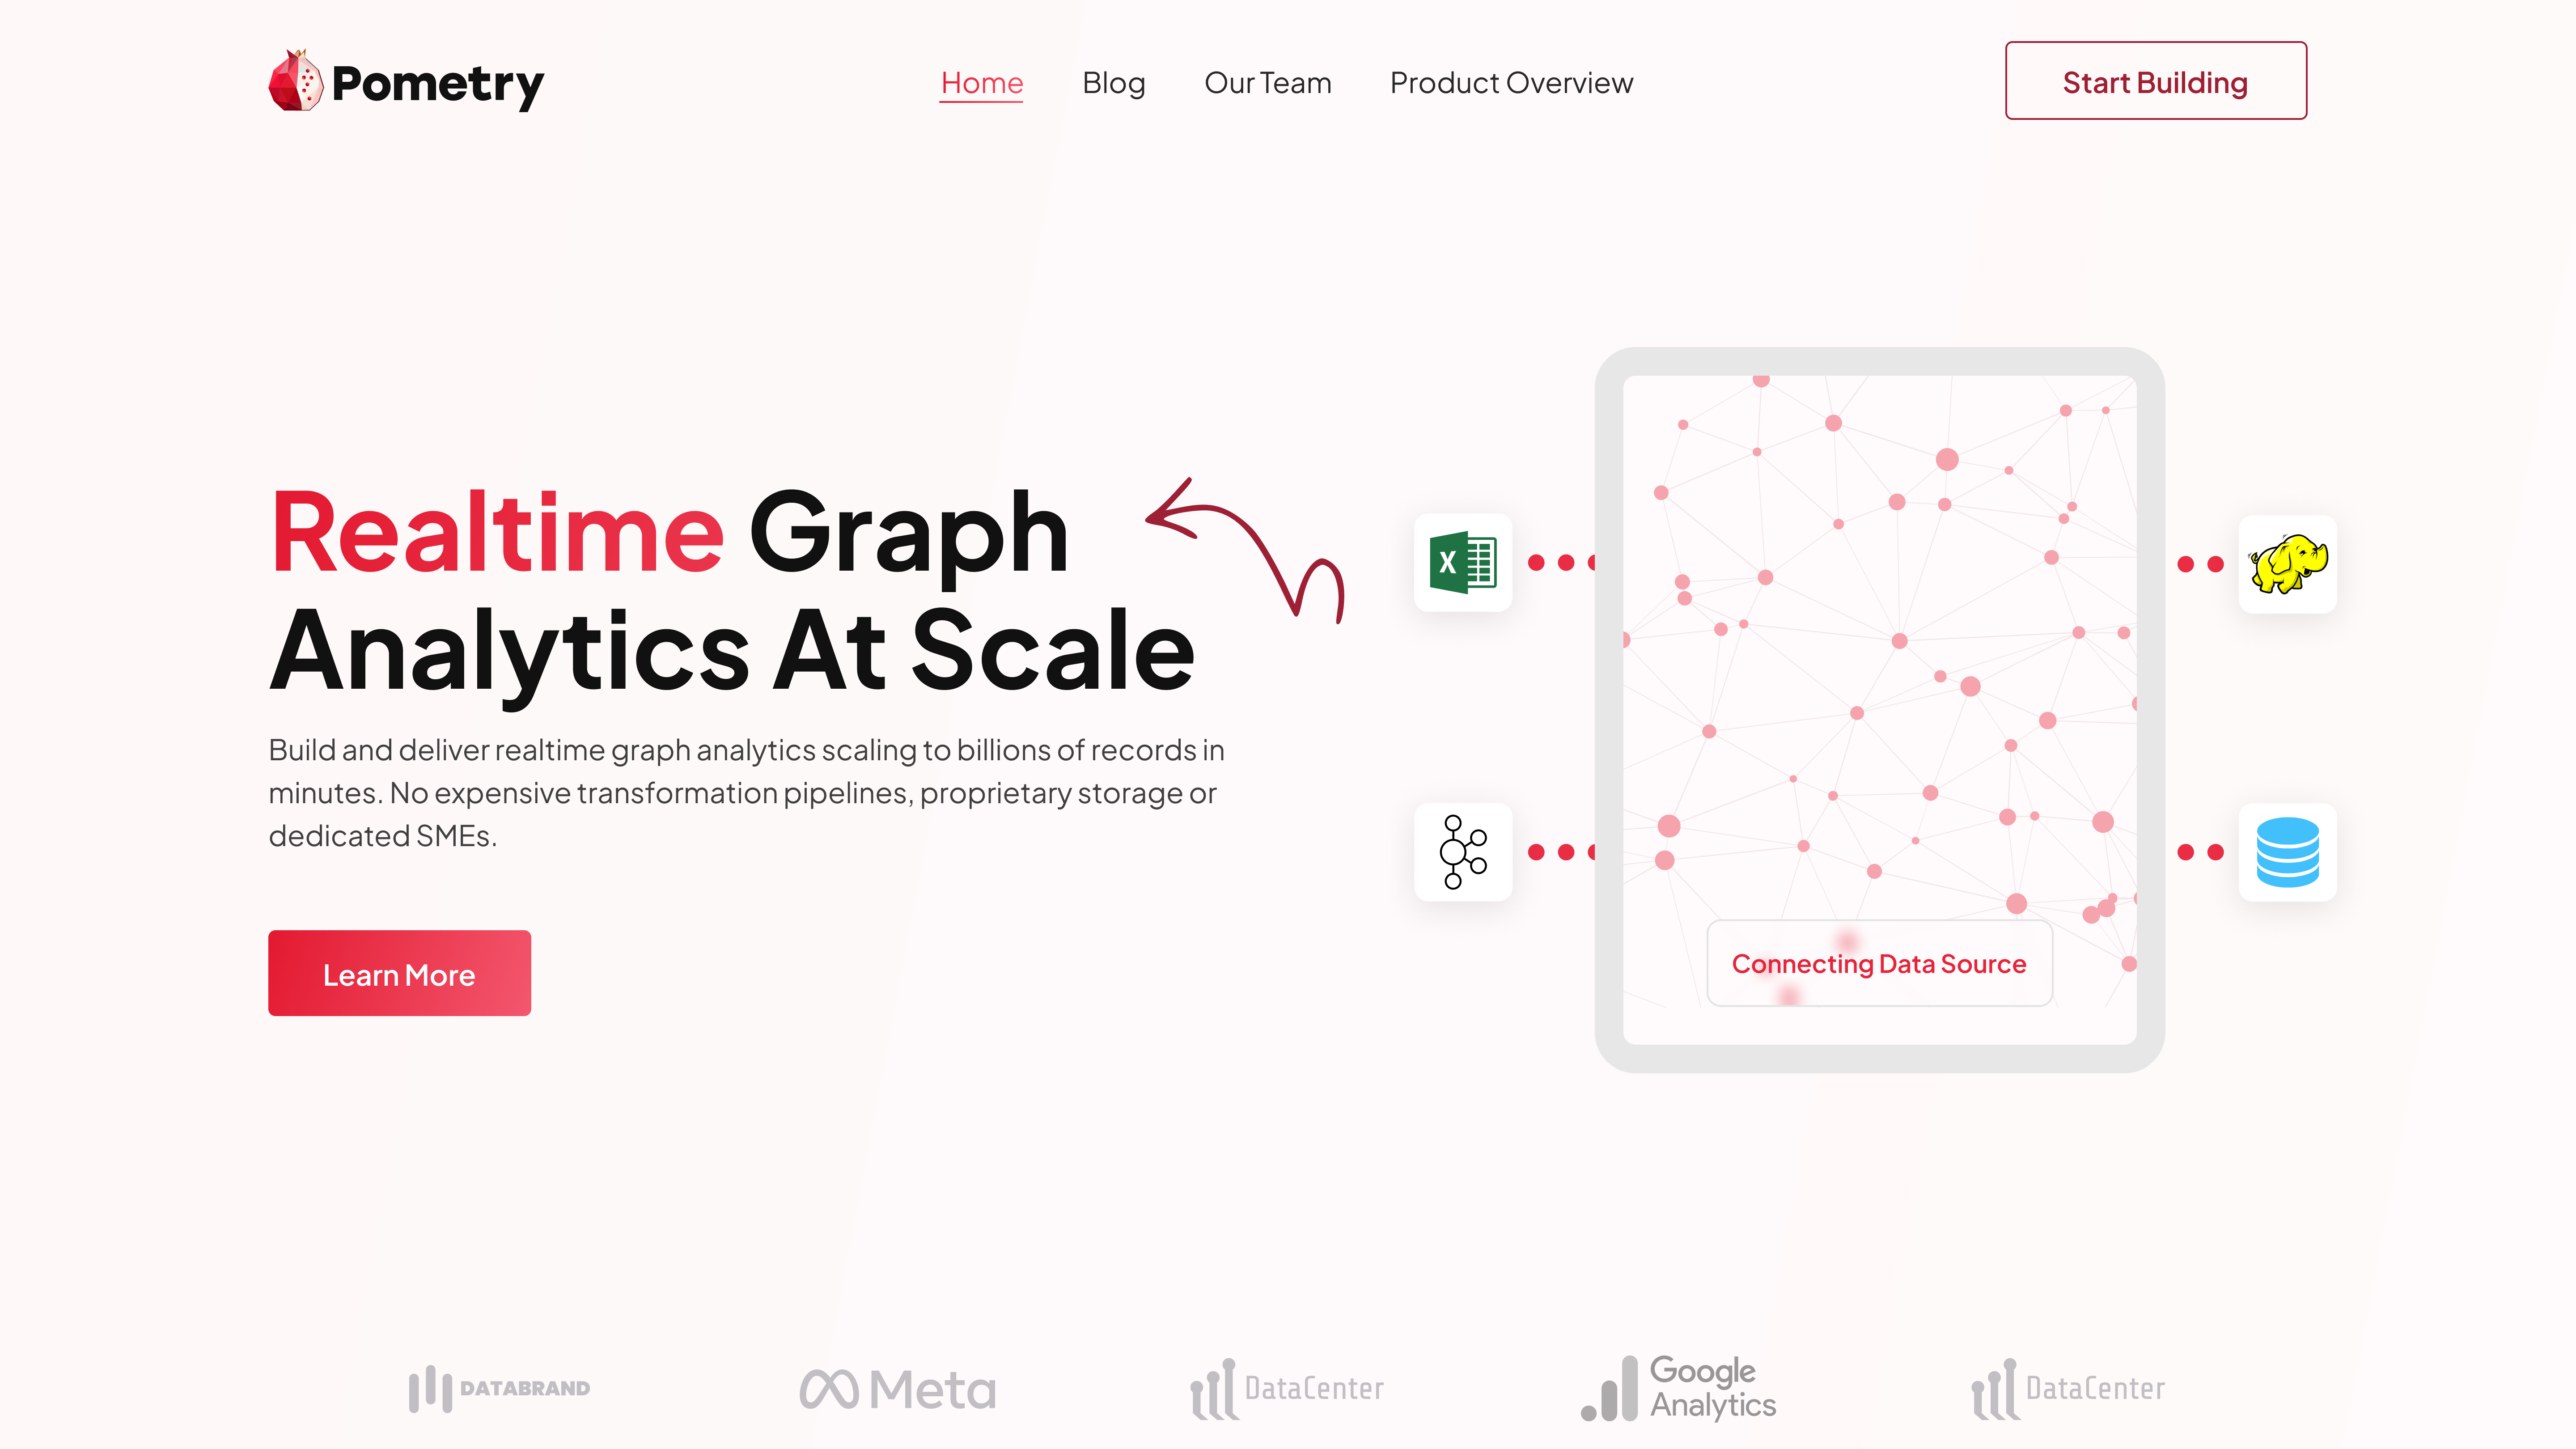 Pometry
Home
Blog
Our Team
Product Overview
Start Building
Realtime Graph
Analytics At Scale
Build and deliver realtime graph analytics scaling to billions of records in
minutes. No expensive transformation pipelines, proprietary storage or
dedicated SMEs.
Learn More
X
Connecting Data Source
DATABRAND
Meta
DataCenter
Google
Analytics
DataCenter